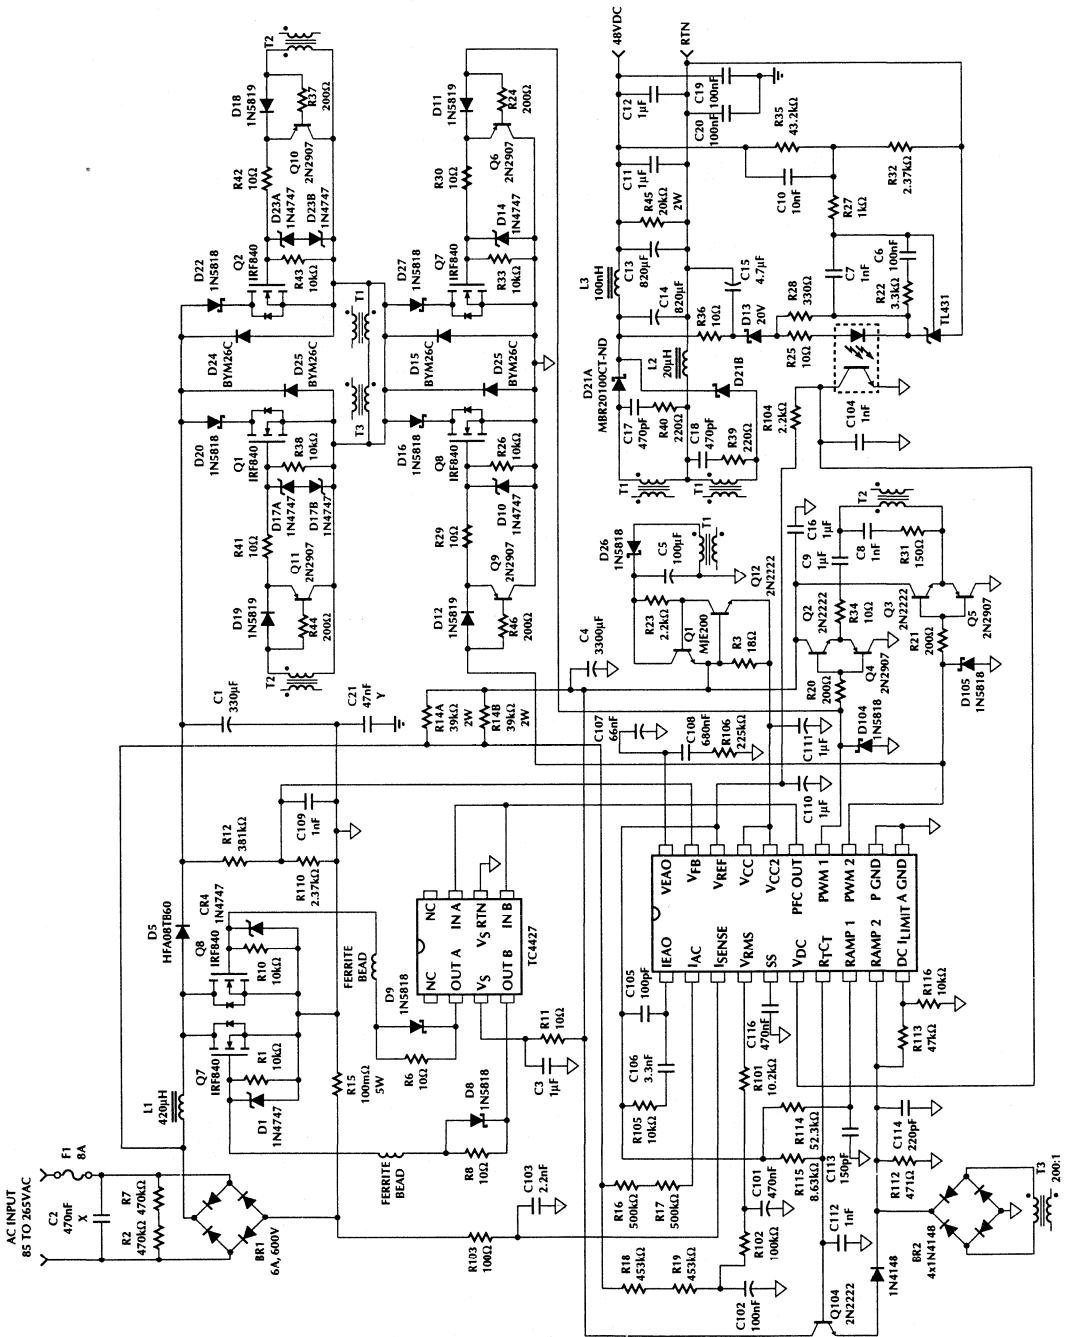 AC INPUT
85 TO 265VAC
F1
8A
C2
470nF
X
R7
470kΩ
R2
470kΩ
BR1
6A, 600V
L1
420µH
Q7
IRF840
R1
10kΩ
D1
1N4747
Q8
IRF840
R10
10kΩ
CR4
1N4747
D5
HFA08TB60
R15
100mΩ
5W
R12
381kΩ
R110
2.37kΩ
C109
1nF
C1
330µF
C21
47nF
Y
FERRITE
BEAD
FERRITE
BEAD
D9
1N5818
R6
10Ω
D8
1N5818
R8
10Ω
R11
10Ω
C3
1µF
NC
OUT A
VS
OUT B
NC
IN A
VS RTN
IN B
TC4427
R103
100Ω
C103
2.2nF
R16
500kΩ
R17
500kΩ
R18
453kΩ
R19
453kΩ
C102
100nF
R102
100kΩ
C101
470nF
R101
10.2kΩ
R105
10kΩ
C106
3.3nF
C105
100pF
C116
470nF
R115
8.63kΩ
R114
52.3kΩ
C113
150pF
C112
1nF
R112
471Ω
C114
220pF
R113
47kΩ
R116
10kΩ
Q104
2N2222
1N4148
BR2
4x1N4148
T3
200:1
IEAO
IAC
ISENSE
VRMS
SS
VDC
RTCT
RAMP 1
RAMP 2
DC ILIMIT
VEAO
VFB
VREF
VCC
VCC2
PFC OUT
PWM 1
PWM 2
P GND
A GND
C107
66nF
C108
680nF
R106
225kΩ
C111
1µF
C110
1µF
R14A
39kΩ
2W
R14B
39kΩ
2W
C4
3300µF
D104
1N5818
D105
1N5818
R20
200Ω
R21
200Ω
Q2
2N2222
Q4
2N2907
Q3
2N2222
Q5
2N2907
R34
10Ω
C9
1µF
C16
1µF
C8
1nF
R31
150Ω
T2
R23
2.2kΩ
Q1
MJE200
R3
18Ω
Q12
2N2222
C5
100µF
D26
1N5818
T1
T2
D19
1N5819
R44
200Ω
Q11
2N2907
R41
10Ω
D17A
1N4747
D17B
1N4747
R38
10kΩ
Q1
IRF840
D20
1N5818
D25
BYM26C
D24
BYM26C
D22
1N5818
Q2
IRF840
R43
10kΩ
D23A
1N4747
D23B
1N4747
R42
10Ω
Q10
2N2907
D18
1N5819
R37
200Ω
T2
T3
T1
D12
1N5819
R46
200Ω
Q9
2N2907
R29
10Ω
D10
1N4747
R26
10kΩ
Q8
IRF840
D16
1N5818
D25
BYM26C
D15
BYM26C
D27
1N5818
Q7
IRF840
R33
10kΩ
D14
1N4747
R30
10Ω
Q6
2N2907
D11
1N5819
R24
200Ω
T1
T1
C17
470pF
R40
220Ω
C18
470pF
R39
220Ω
D21A
MBR20100CT-ND
D21B
L2
20µH
L3
100nH
C14
820µF
C13
820µF
R45
20kΩ
2W
C11
1µF
C12
1µF
C20
100nF
C19
100nF
48VDC
RTN
R36
10Ω
D13
20V
C15
4.7µF
R25
10Ω
R28
330Ω
R104
2.2kΩ
C104
1nF
TL431
R22
3.3kΩ
C6
100nF
C7
1nF
R27
1kΩ
C10
10nF
R35
43.2kΩ
R32
2.37kΩ